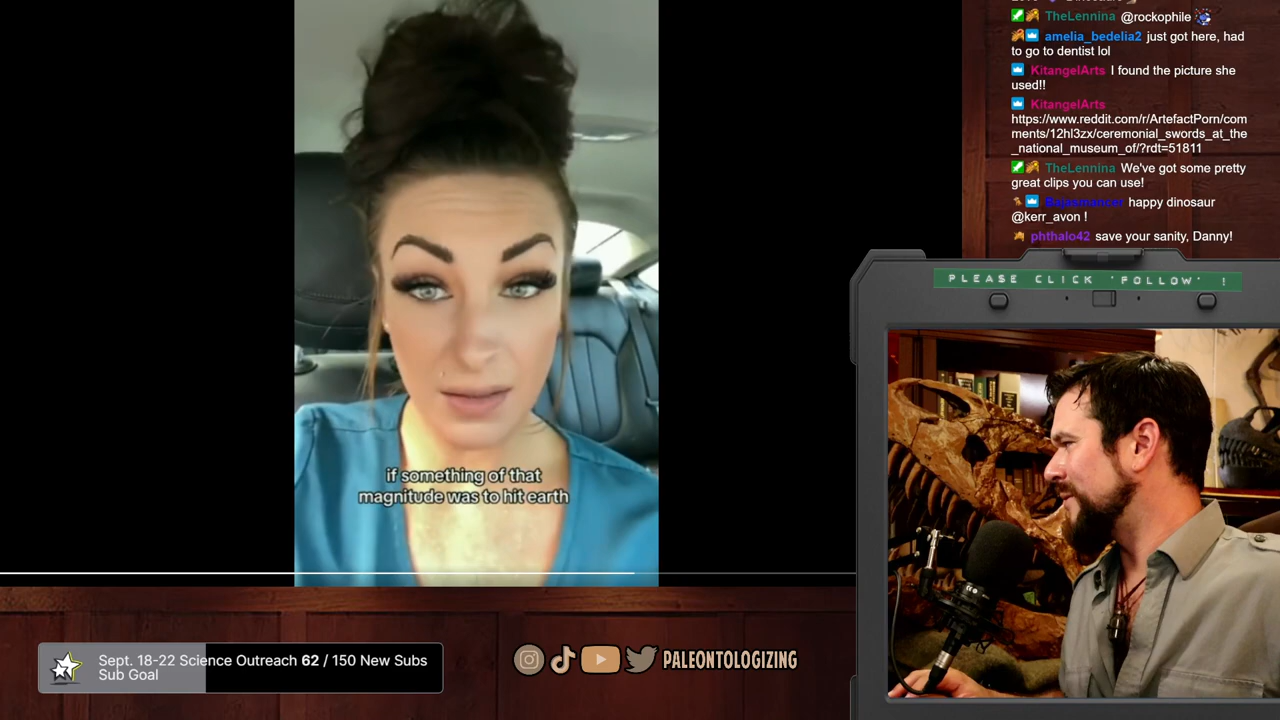 TheLennina @rockophile
amelia_bedelia2 just got here, had
to go to dentist lol
KitangelArts I found the picture she
used!!
KitangelArts
https://www.reddit.com/r/ArtefactPorn/com
ments/12hl3zx/ceremonial_swords_at_the
_national_museum_of/?rdt=51811
TheLennina We've got some pretty
great clips you can use!
Bajasmancer happy dinosaur
@kerr_avon !
phthalo42 save your sanity, Danny!
PLEASE CLICK 'FOLLOW' !
if something of that
magnitude was to hit earth
Sept. 18-22 Science Outreach 62 / 150 New Subs
Sub Goal
PALEONTOLOGIZING